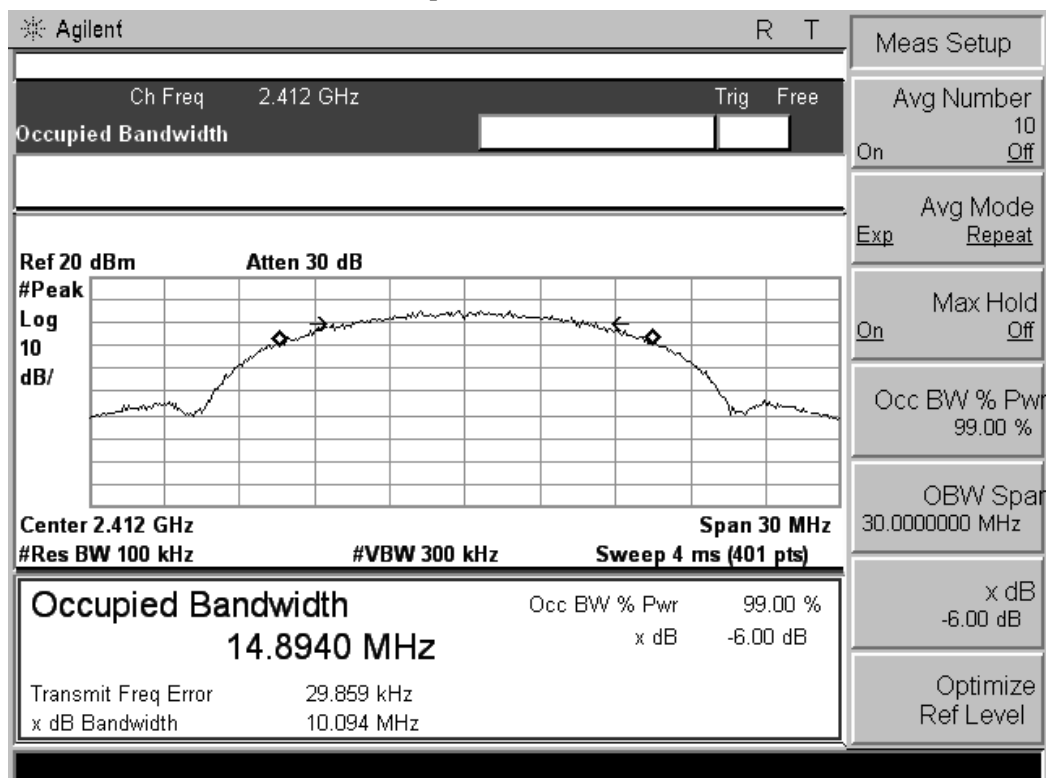 Agilent R T
Meas Setup
Ch Freq 2.412 GHz Trig Free
Occupied Bandwidth
Avg Number
10
On Off
Avg Mode
Exp Repeat
Ref 20 dBm Atten 30 dB
#Peak
Log
10
dB/
Max Hold
On Off
Occ BW % Pwr
99.00 %
Center 2.412 GHz Span 30 MHz
#Res BW 100 kHz #VBW 300 kHz Sweep 4 ms (401 pts)
OBW Span
30.0000000 MHz
Occupied Bandwidth Occ BW % Pwr 99.00 %
14.8940 MHz x dB -6.00 dB
Transmit Freq Error 29.859 kHz
x dB Bandwidth 10.094 MHz
x dB
-6.00 dB
Optimize
Ref Level